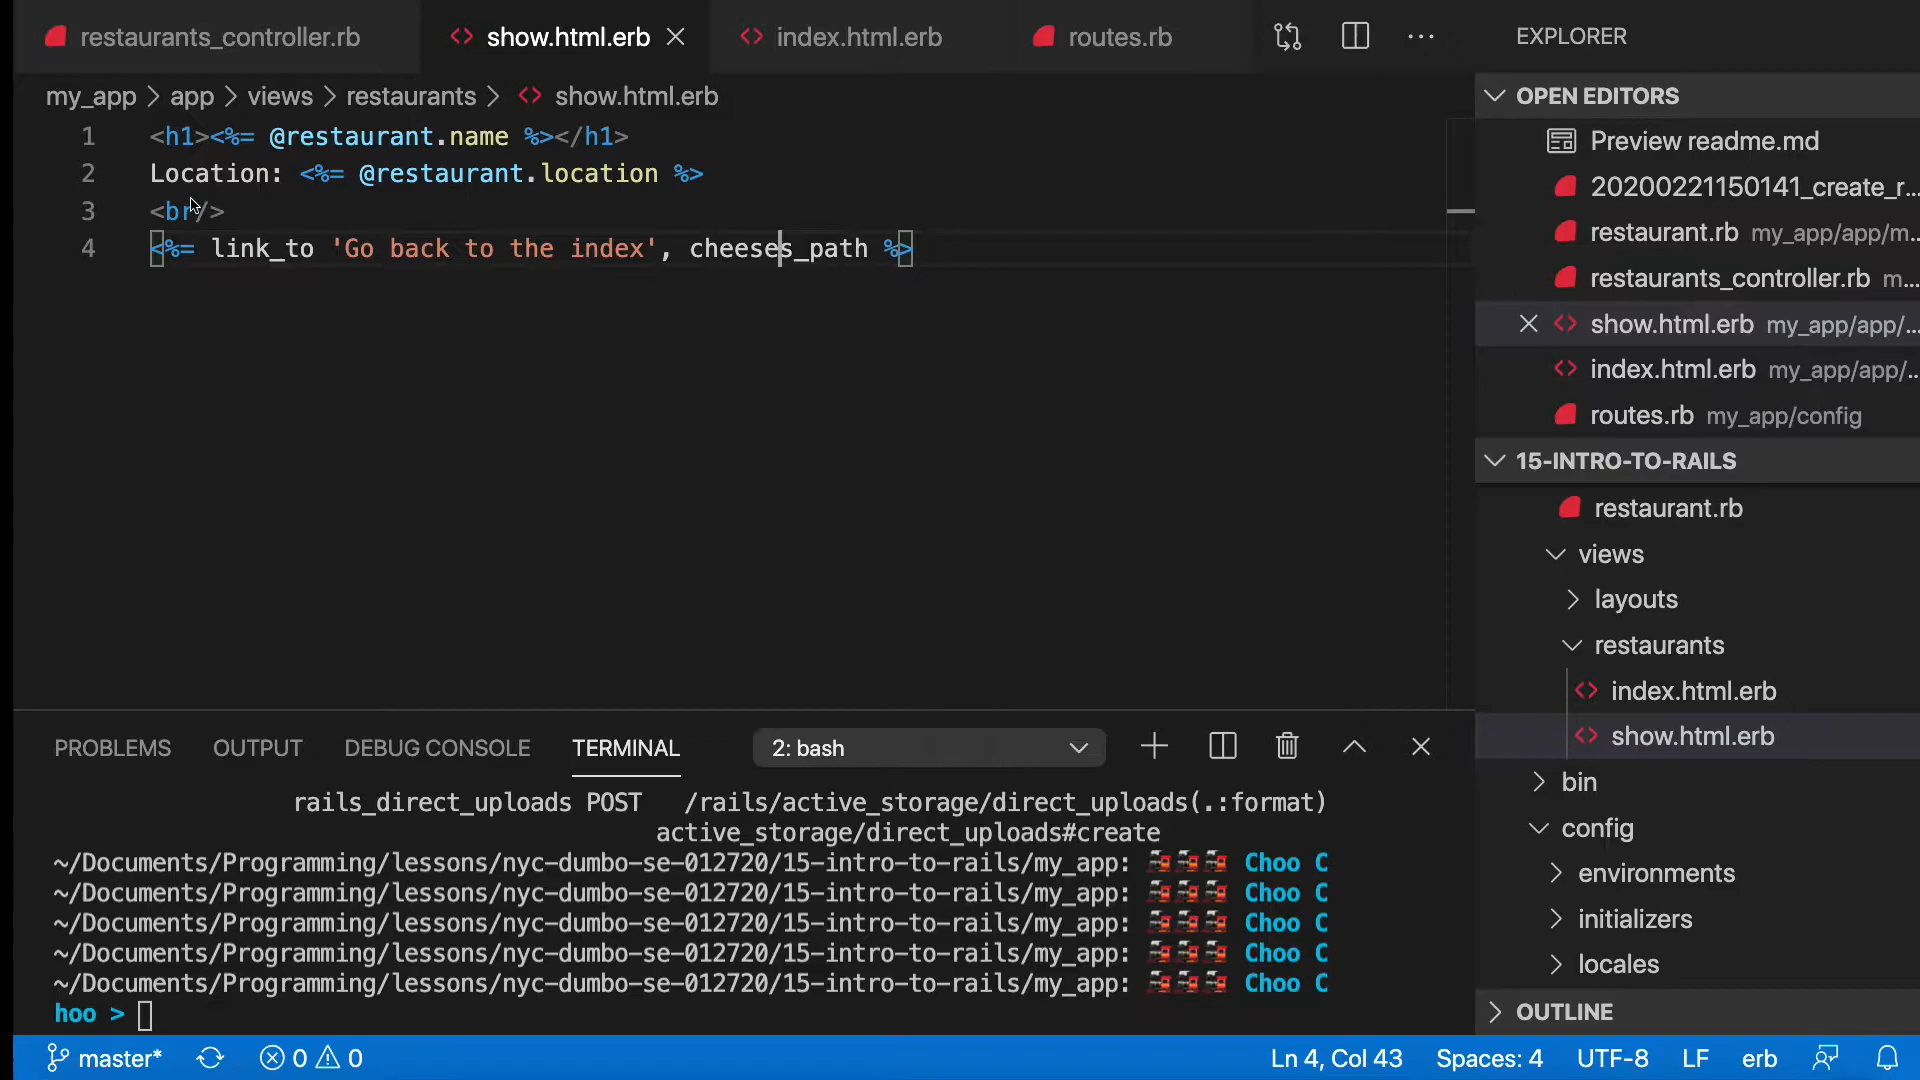 restaurants_controller.rb show.html.erb index.html.erb routes.rb
my_app > app > views > restaurants > <> show.html.erb
1 <h1><%= @restaurant.name %></h1>
2 Location: <%= @restaurant.location %>
3 <br/>
4 <%= link_to 'Go back to the index', cheeses_path %>
PROBLEMS OUTPUT DEBUG CONSOLE TERMINAL 2: bash
rails_direct_uploads POST /rails/active_storage/direct_uploads(.:format)
active_storage/direct_uploads#create
~/Documents/Programming/lessons/nyc-dumbo-se-012720/15-intro-to-rails/my_app: 🚂🚂🚂 Choo C
~/Documents/Programming/lessons/nyc-dumbo-se-012720/15-intro-to-rails/my_app: 🚂🚂🚂 Choo C
~/Documents/Programming/lessons/nyc-dumbo-se-012720/15-intro-to-rails/my_app: 🚂🚂🚂 Choo C
~/Documents/Programming/lessons/nyc-dumbo-se-012720/15-intro-to-rails/my_app: 🚂🚂🚂 Choo C
~/Documents/Programming/lessons/nyc-dumbo-se-012720/15-intro-to-rails/my_app: 🚂🚂🚂 Choo C
hoo >
EXPLORER
OPEN EDITORS
Preview readme.md
20200221150141_create_r...
restaurant.rb my_app/app/m...
restaurants_controller.rb m...
show.html.erb my_app/app/...
index.html.erb my_app/app/...
routes.rb my_app/config
15-INTRO-TO-RAILS
restaurant.rb
views
layouts
restaurants
index.html.erb
show.html.erb
bin
config
environments
initializers
locales
OUTLINE
master* 0 0 Ln 4, Col 43 Spaces: 4 UTF-8 LF erb